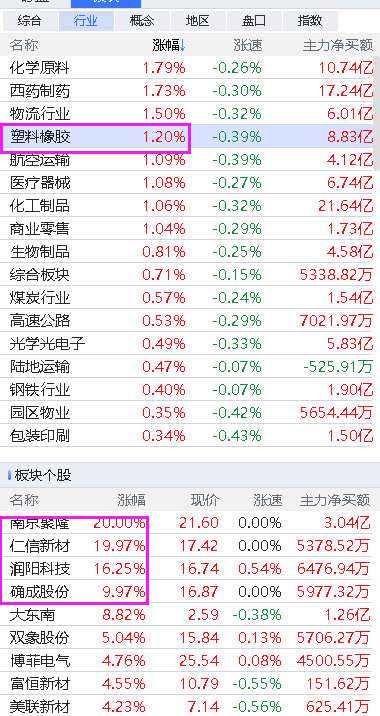 综合 行业 概念 地区 盘口 指数
名称 涨幅↓ 涨速 主力净买额
化学原料 1.79% -0.26% 10.74亿
西药制药 1.73% -0.30% 17.24亿
物流行业 1.50% -0.32% 6.01亿
塑料橡胶 1.20% -0.39% 8.83亿
航空运输 1.09% -0.39% 4.12亿
医疗器械 1.08% -0.27% 6.74亿
化工制品 1.06% -0.32% 21.64亿
商业零售 1.04% -0.29% 1.73亿
生物制品 0.81% -0.25% 4.58亿
综合板块 0.71% -0.15% 5338.82万
煤炭行业 0.57% -0.24% 1.54亿
高速公路 0.53% -0.29% 7021.97万
光学光电子 0.49% -0.33% 5.83亿
陆地运输 0.47% -0.07% -525.91万
钢铁行业 0.40% -0.07% 1.90亿
园区物业 0.35% -0.42% 5654.44万
包装印刷 0.34% -0.43% 1.50亿
板块个股
名称 涨幅 现价 涨速 主力净买额
南京聚隆 20.00% 21.60 0.00% 3.04亿
仁信新材 19.97% 17.42 0.00% 5378.52万
润阳科技 16.25% 16.74 0.54% 6476.94万
确成股份 9.97% 16.87 0.00% 5977.32万
大东南 8.82% 2.59 -0.38% 1.26亿
双象股份 5.04% 15.84 0.13% 5706.27万
博菲电气 4.76% 25.54 0.08% 4500.55万
富恒新材 4.55% 10.79 -0.55% 151.62万
美联新材 4.23% 7.14 -0.56% 625.41万